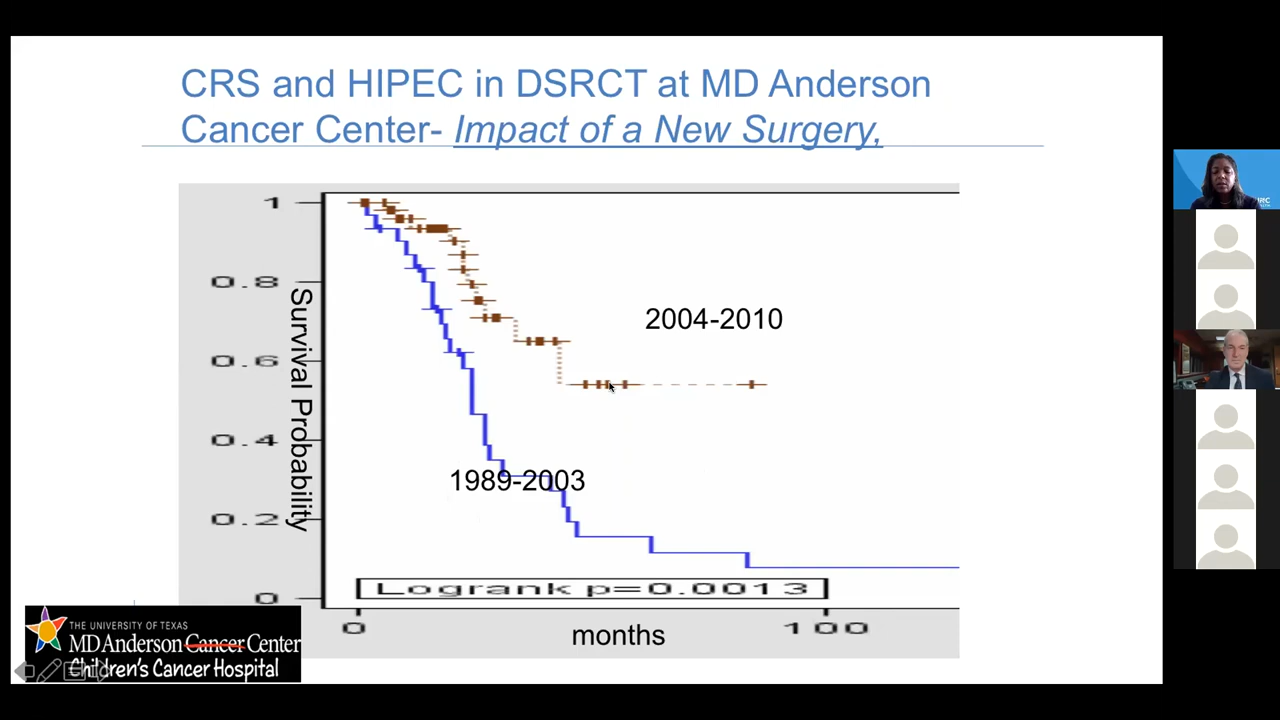 CRS and HIPEC in DSRCT at MD Anderson
Cancer Center- Impact of a New Surgery,
1
0.8
0.6
0.4
0.2
0
Survival Probability
2004-2010
1989-2003
Logrank p=0.0013
0
months
100
THE UNIVERSITY OF TEXAS
MD Anderson Cancer Center
Children's Cancer Hospital
RC